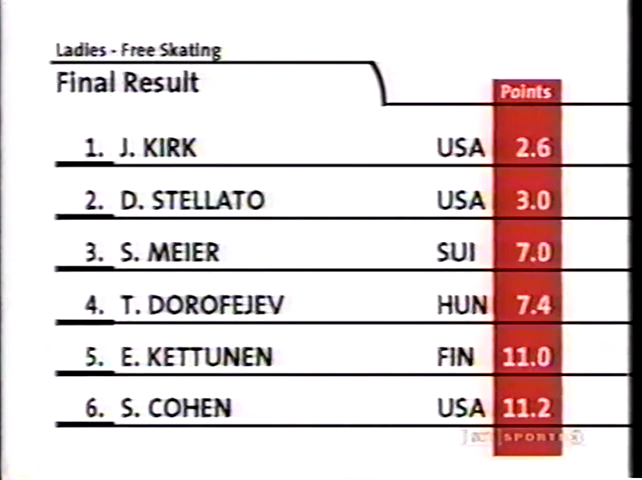 Ladies - Free Skating
Final Result
Points
1. J. KIRK USA 2.6
2. D. STELLATO USA 3.0
3. S. MEIER SUI 7.0
4. T. DOROFEJEV HUN 7.4
5. E. KETTUNEN FIN 11.0
6. S. COHEN USA 11.2
SPORTS